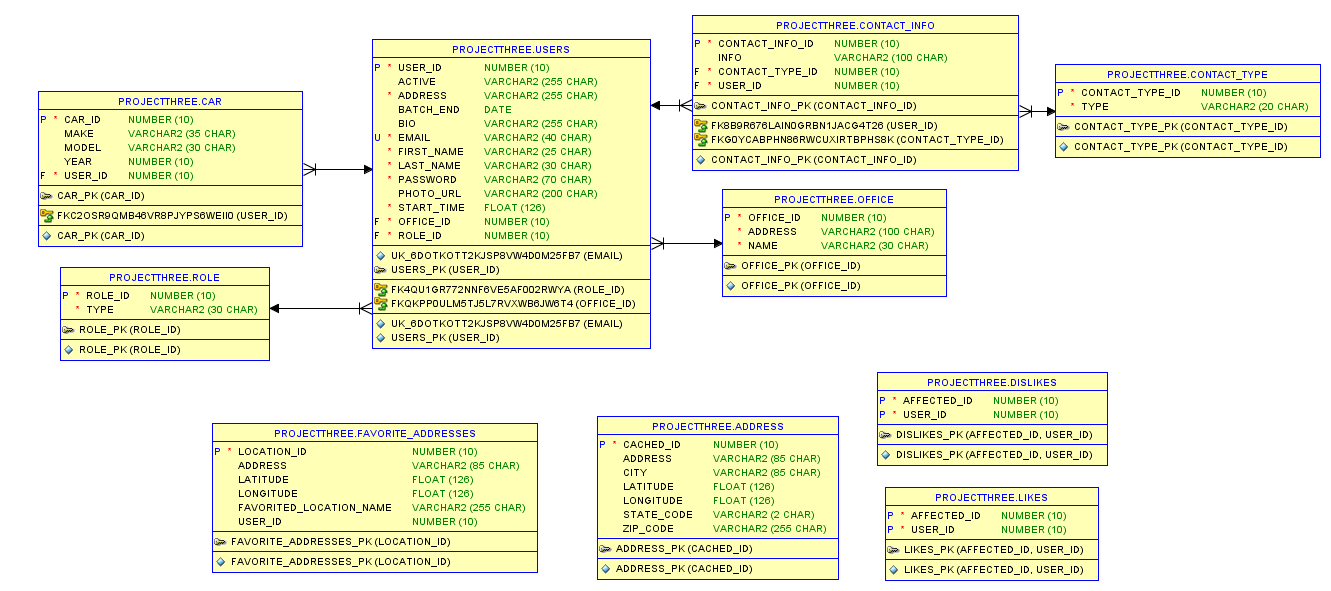 PROJECTTHREE.CAR
P * CAR_ID NUMBER (10)
MAKE VARCHAR2 (35 CHAR)
MODEL VARCHAR2 (30 CHAR)
YEAR NUMBER (10)
F * USER_ID NUMBER (10)
CAR_PK (CAR_ID)
FKC2OSR9QMB46VR8PJYPS6WEII0 (USER_ID)
CAR_PK (CAR_ID)
PROJECTTHREE.ROLE
P * ROLE_ID NUMBER (10)
* TYPE VARCHAR2 (30 CHAR)
ROLE_PK (ROLE_ID)
ROLE_PK (ROLE_ID)
PROJECTTHREE.USERS
P * USER_ID NUMBER (10)
ACTIVE VARCHAR2 (255 CHAR)
* ADDRESS VARCHAR2 (255 CHAR)
BATCH_END DATE
BIO VARCHAR2 (255 CHAR)
U * EMAIL VARCHAR2 (40 CHAR)
* FIRST_NAME VARCHAR2 (25 CHAR)
* LAST_NAME VARCHAR2 (30 CHAR)
* PASSWORD VARCHAR2 (70 CHAR)
PHOTO_URL VARCHAR2 (200 CHAR)
* START_TIME FLOAT (126)
F * OFFICE_ID NUMBER (10)
F * ROLE_ID NUMBER (10)
UK_6DOTKOTT2KJSP8VW4D0M25FB7 (EMAIL)
USERS_PK (USER_ID)
FK4QU1GR772NNF6VE5AF002RWYA (ROLE_ID)
FKQKPP0ULM5TJ5L7RVXWB6JW6T4 (OFFICE_ID)
UK_6DOTKOTT2KJSP8VW4D0M25FB7 (EMAIL)
USERS_PK (USER_ID)
PROJECTTHREE.CONTACT_INFO
P * CONTACT_INFO_ID NUMBER (10)
INFO VARCHAR2 (100 CHAR)
F * CONTACT_TYPE_ID NUMBER (10)
F * USER_ID NUMBER (10)
CONTACT_INFO_PK (CONTACT_INFO_ID)
FK8B9R676LAIN0GRBN1JACG4T26 (USER_ID)
FKG0YCABPHN86RWCUXIRTBPHS8K (CONTACT_TYPE_ID)
CONTACT_INFO_PK (CONTACT_INFO_ID)
PROJECTTHREE.CONTACT_TYPE
P * CONTACT_TYPE_ID NUMBER (10)
* TYPE VARCHAR2 (20 CHAR)
CONTACT_TYPE_PK (CONTACT_TYPE_ID)
CONTACT_TYPE_PK (CONTACT_TYPE_ID)
PROJECTTHREE.OFFICE
P * OFFICE_ID NUMBER (10)
* ADDRESS VARCHAR2 (100 CHAR)
* NAME VARCHAR2 (30 CHAR)
OFFICE_PK (OFFICE_ID)
OFFICE_PK (OFFICE_ID)
PROJECTTHREE.FAVORITE_ADDRESSES
P * LOCATION_ID NUMBER (10)
ADDRESS VARCHAR2 (85 CHAR)
LATITUDE FLOAT (126)
LONGITUDE FLOAT (126)
FAVORITED_LOCATION_NAME VARCHAR2 (255 CHAR)
USER_ID NUMBER (10)
FAVORITE_ADDRESSES_PK (LOCATION_ID)
FAVORITE_ADDRESSES_PK (LOCATION_ID)
PROJECTTHREE.ADDRESS
P * CACHED_ID NUMBER (10)
ADDRESS VARCHAR2 (85 CHAR)
CITY VARCHAR2 (85 CHAR)
LATITUDE FLOAT (126)
LONGITUDE FLOAT (126)
STATE_CODE VARCHAR2 (2 CHAR)
ZIP_CODE VARCHAR2 (255 CHAR)
ADDRESS_PK (CACHED_ID)
ADDRESS_PK (CACHED_ID)
PROJECTTHREE.DISLIKES
P * AFFECTED_ID NUMBER (10)
P * USER_ID NUMBER (10)
DISLIKES_PK (AFFECTED_ID, USER_ID)
DISLIKES_PK (AFFECTED_ID, USER_ID)
PROJECTTHREE.LIKES
P * AFFECTED_ID NUMBER (10)
P * USER_ID NUMBER (10)
LIKES_PK (AFFECTED_ID, USER_ID)
LIKES_PK (AFFECTED_ID, USER_ID)